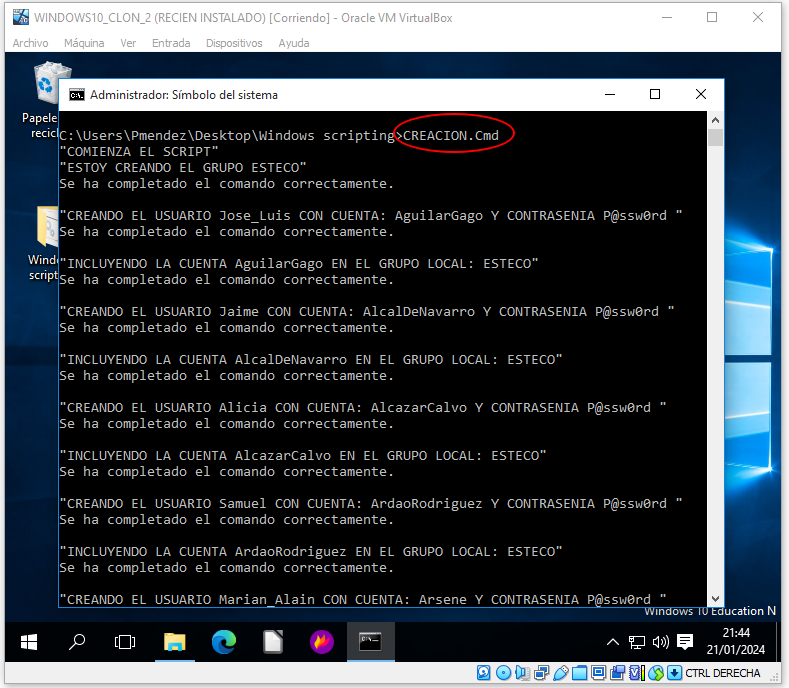 WINDOWS10_CLON_2 (RECIEN INSTALADO) [Corriendo] - Oracle VM VirtualBox
Archivo Máquina Ver Entrada Dispositivos Ayuda
Administrador: Símbolo del sistema
C:\Users\Pmendez\Desktop\Windows scripting>CREACION.Cmd
"COMIENZA EL SCRIPT"
"ESTOY CREANDO EL GRUPO ESTECO"
Se ha completado el comando correctamente.
"CREANDO EL USUARIO Jose_Luis CON CUENTA: AguilarGago Y CONTRASENIA P@ssw0rd "
Se ha completado el comando correctamente.
"INCLUYENDO LA CUENTA AguilarGago EN EL GRUPO LOCAL: ESTECO"
Se ha completado el comando correctamente.
"CREANDO EL USUARIO Jaime CON CUENTA: AlcalDeNavarro Y CONTRASENIA P@ssw0rd "
Se ha completado el comando correctamente.
"INCLUYENDO LA CUENTA AlcalDeNavarro EN EL GRUPO LOCAL: ESTECO"
Se ha completado el comando correctamente.
"CREANDO EL USUARIO Alicia CON CUENTA: AlcazarCalvo Y CONTRASENIA P@ssw0rd "
Se ha completado el comando correctamente.
"INCLUYENDO LA CUENTA AlcazarCalvo EN EL GRUPO LOCAL: ESTECO"
Se ha completado el comando correctamente.
"CREANDO EL USUARIO Samuel CON CUENTA: ArdaoRodriguez Y CONTRASENIA P@ssw0rd "
Se ha completado el comando correctamente.
"INCLUYENDO LA CUENTA ArdaoRodriguez EN EL GRUPO LOCAL: ESTECO"
Se ha completado el comando correctamente.
"CREANDO EL USUARIO Marian_Alain CON CUENTA: Arsene Y CONTRASENIA P@ssw0rd "
Papele
recicl
Windo
script
Windows 10 Education N
21:44
21/01/2024
CTRL DERECHA